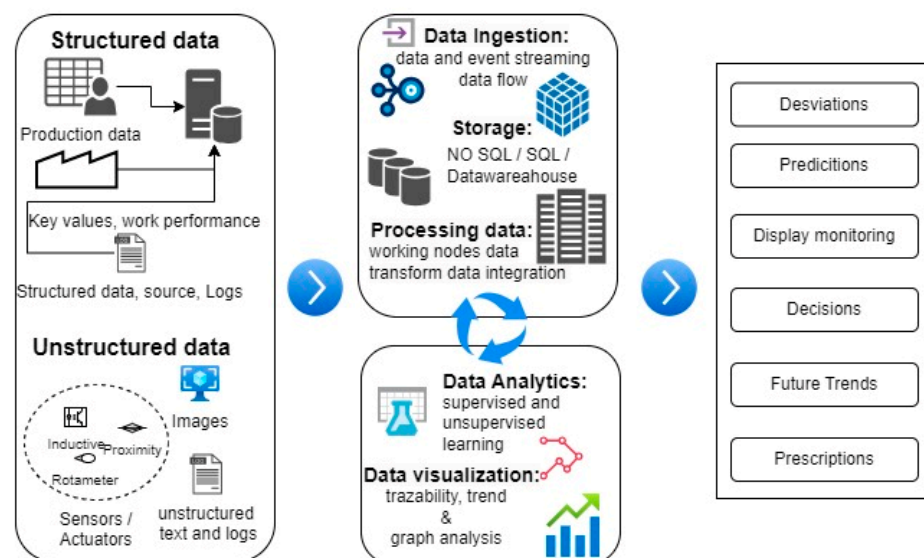 Structured data
Production data
Key values, work performance
LOG
Structured data, source, Logs
Unstructured data
Images
Inductive
Proximity
Rotameter
Sensors /
Actuators
LOG
unstructured
text and logs
Data Ingestion:
data and event streaming
data flow
Storage:
NO SQL / SQL /
Datawareahouse
Processing data:
working nodes data
transform data integration
Data Analytics:
supervised and
unsupervised
learning
Data visualization:
trazability, trend
&
graph analysis
Desviations
Predicitions
Display monitoring
Decisions
Future Trends
Prescriptions